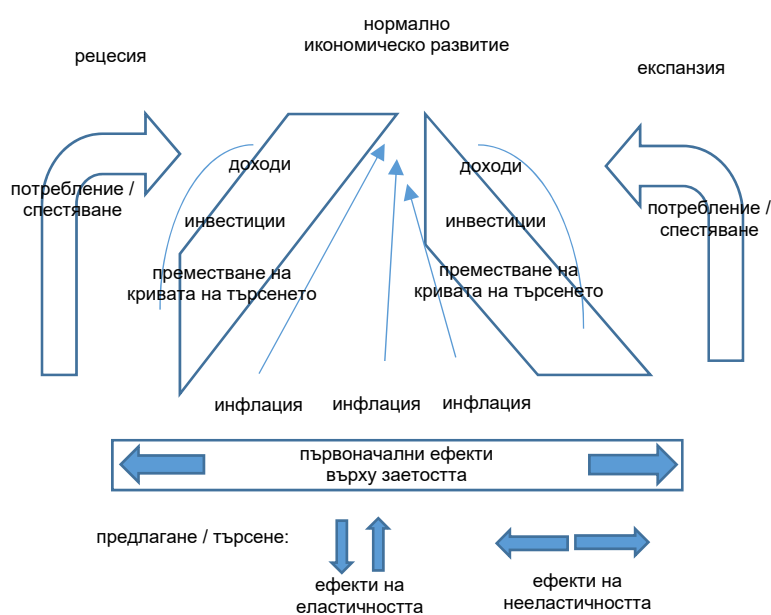 нормално
икономическо развитие
рецесия
експанзия
доходи
доходи
потребление /
спестяване
потребление /
спестяване
инвестиции
инвестиции
преместване на
кривата на търсенето
преместване на
кривата на търсенето
инфлация
инфлация
инфлация
първоначални ефекти
върху заетостта
предлагане / търсене:
ефекти на
еластичността
ефекти на
нееластичността